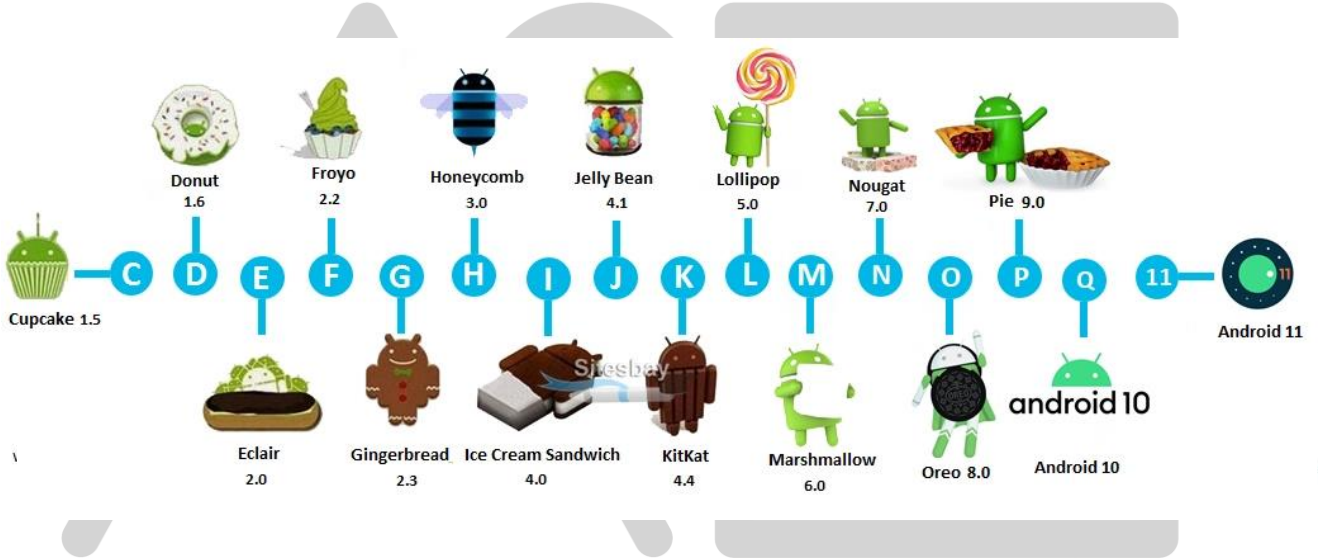 Donut
1.6
Froyo
2.2
Honeycomb
3.0
Jelly Bean
4.1
Lollipop
5.0
Nougat
7.0
Pie 9.0
Cupcake 1.5
C
D
E
F
G
H
I
J
K
L
M
N
O
P
Q
11
11
Android 11
Sitesbay
OREO
android 10
Eclair
2.0
Gingerbread
2.3
Ice Cream Sandwich
4.0
KitKat
4.4
Marshmallow
6.0
Oreo 8.0
Android 10